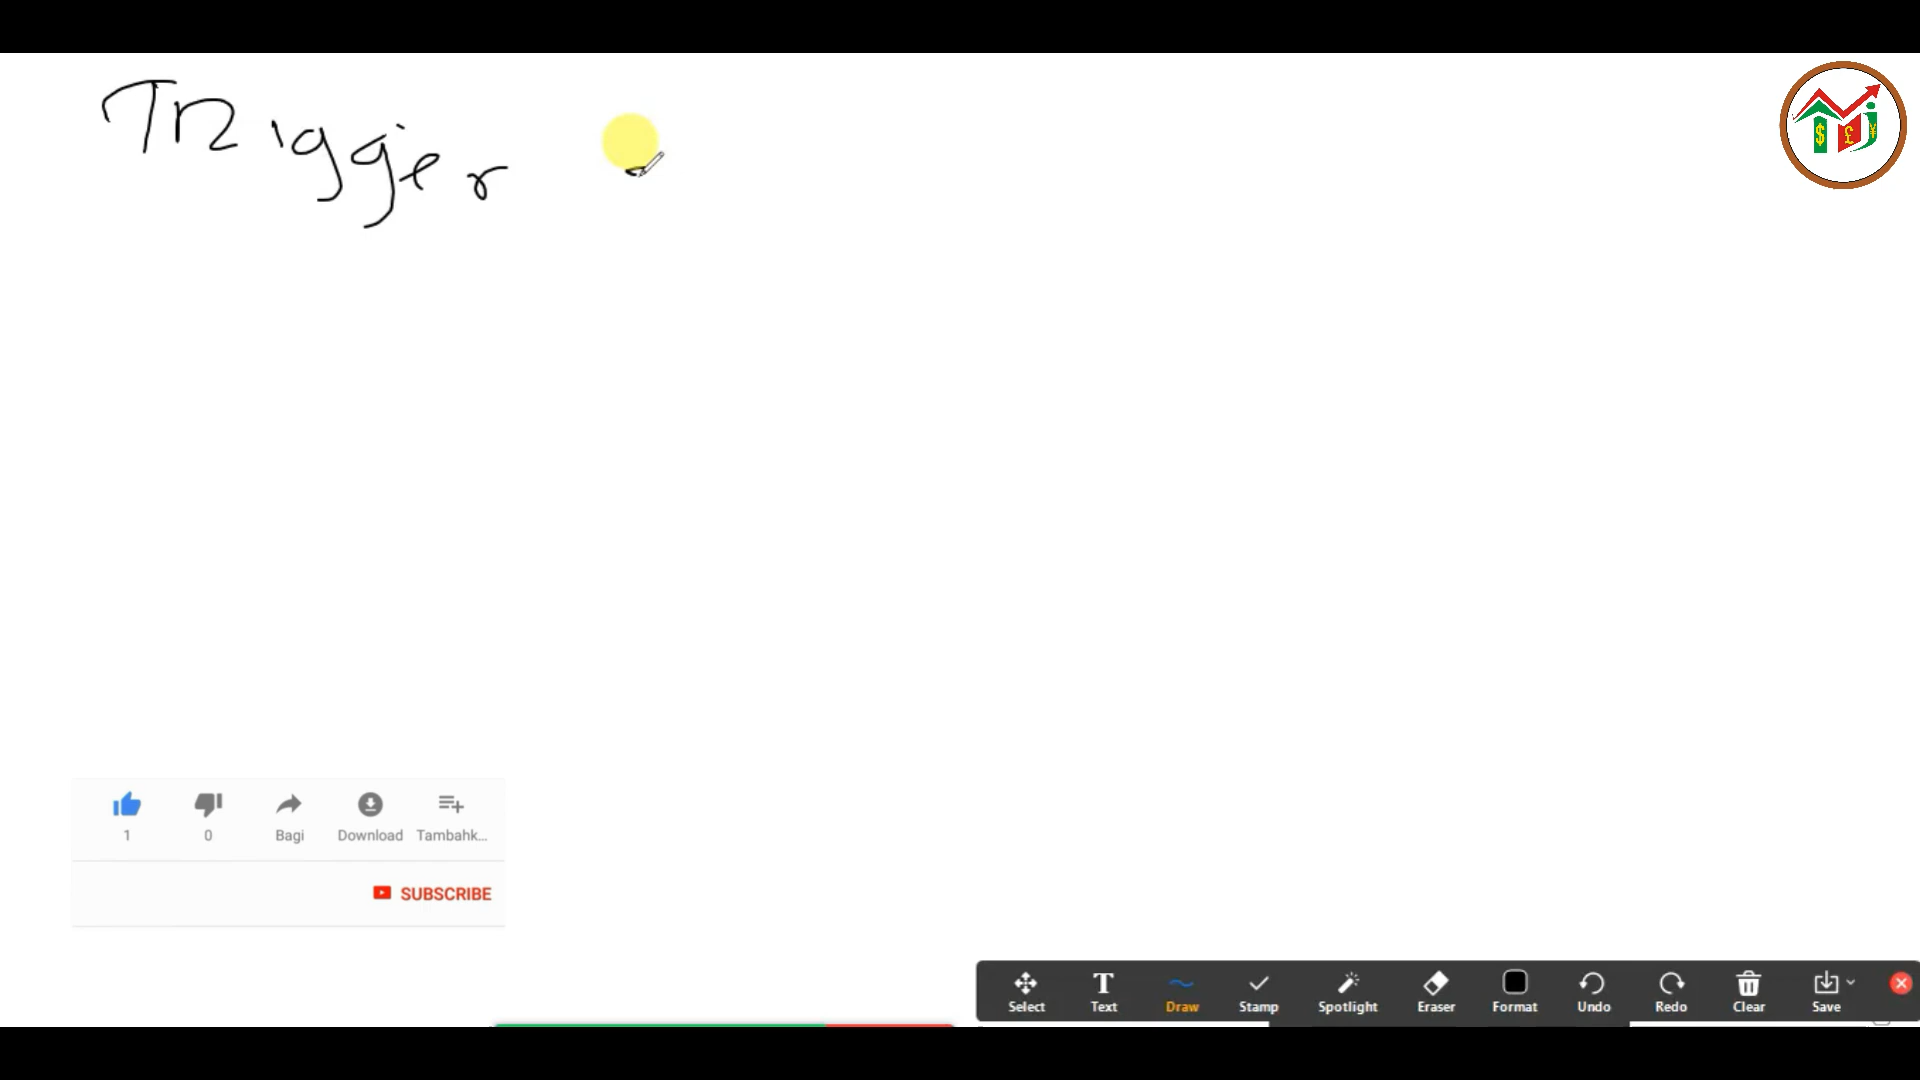 Trigger
1 0 Bagi Download Tambahk...
SUBSCRIBE
Select Text Draw Stamp Spotlight Eraser Format Undo Redo Clear Save
$ £ ¥